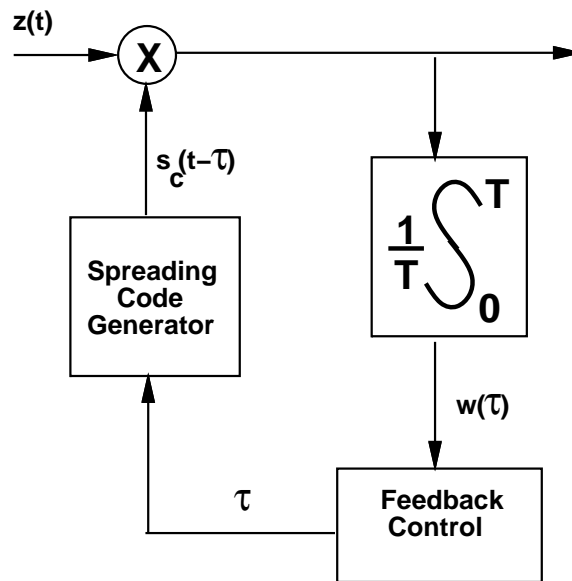 z(t)
X
s_c(t−τ)
Spreading
Code
Generator
1/T ∫_0^T
w(τ)
τ
Feedback
Control